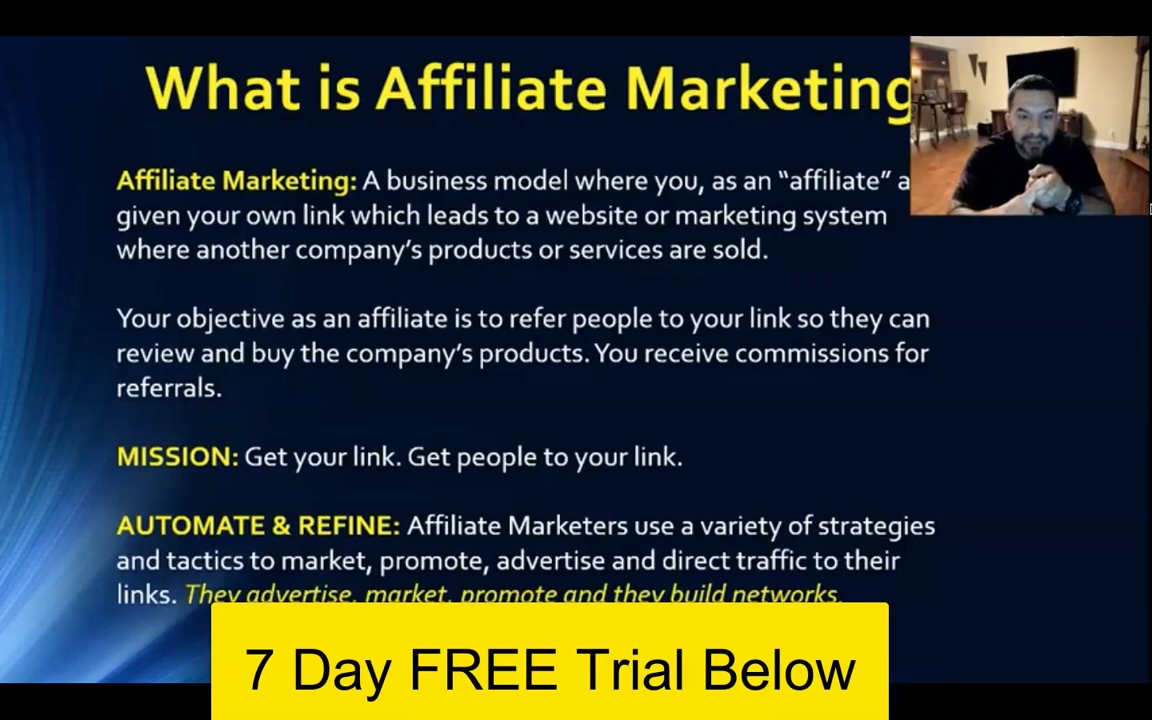 What is Affiliate Marketing
Affiliate Marketing: A business model where you, as an “affiliate” a
given your own link which leads to a website or marketing system
where another company’s products or services are sold.
Your objective as an affiliate is to refer people to your link so they can
review and buy the company’s products. You receive commissions for
referrals.
MISSION: Get your link. Get people to your link.
AUTOMATE & REFINE: Affiliate Marketers use a variety of strategies
and tactics to market, promote, advertise and direct traffic to their
links. They advertise, market, promote and they build networks.
7 Day FREE Trial Below